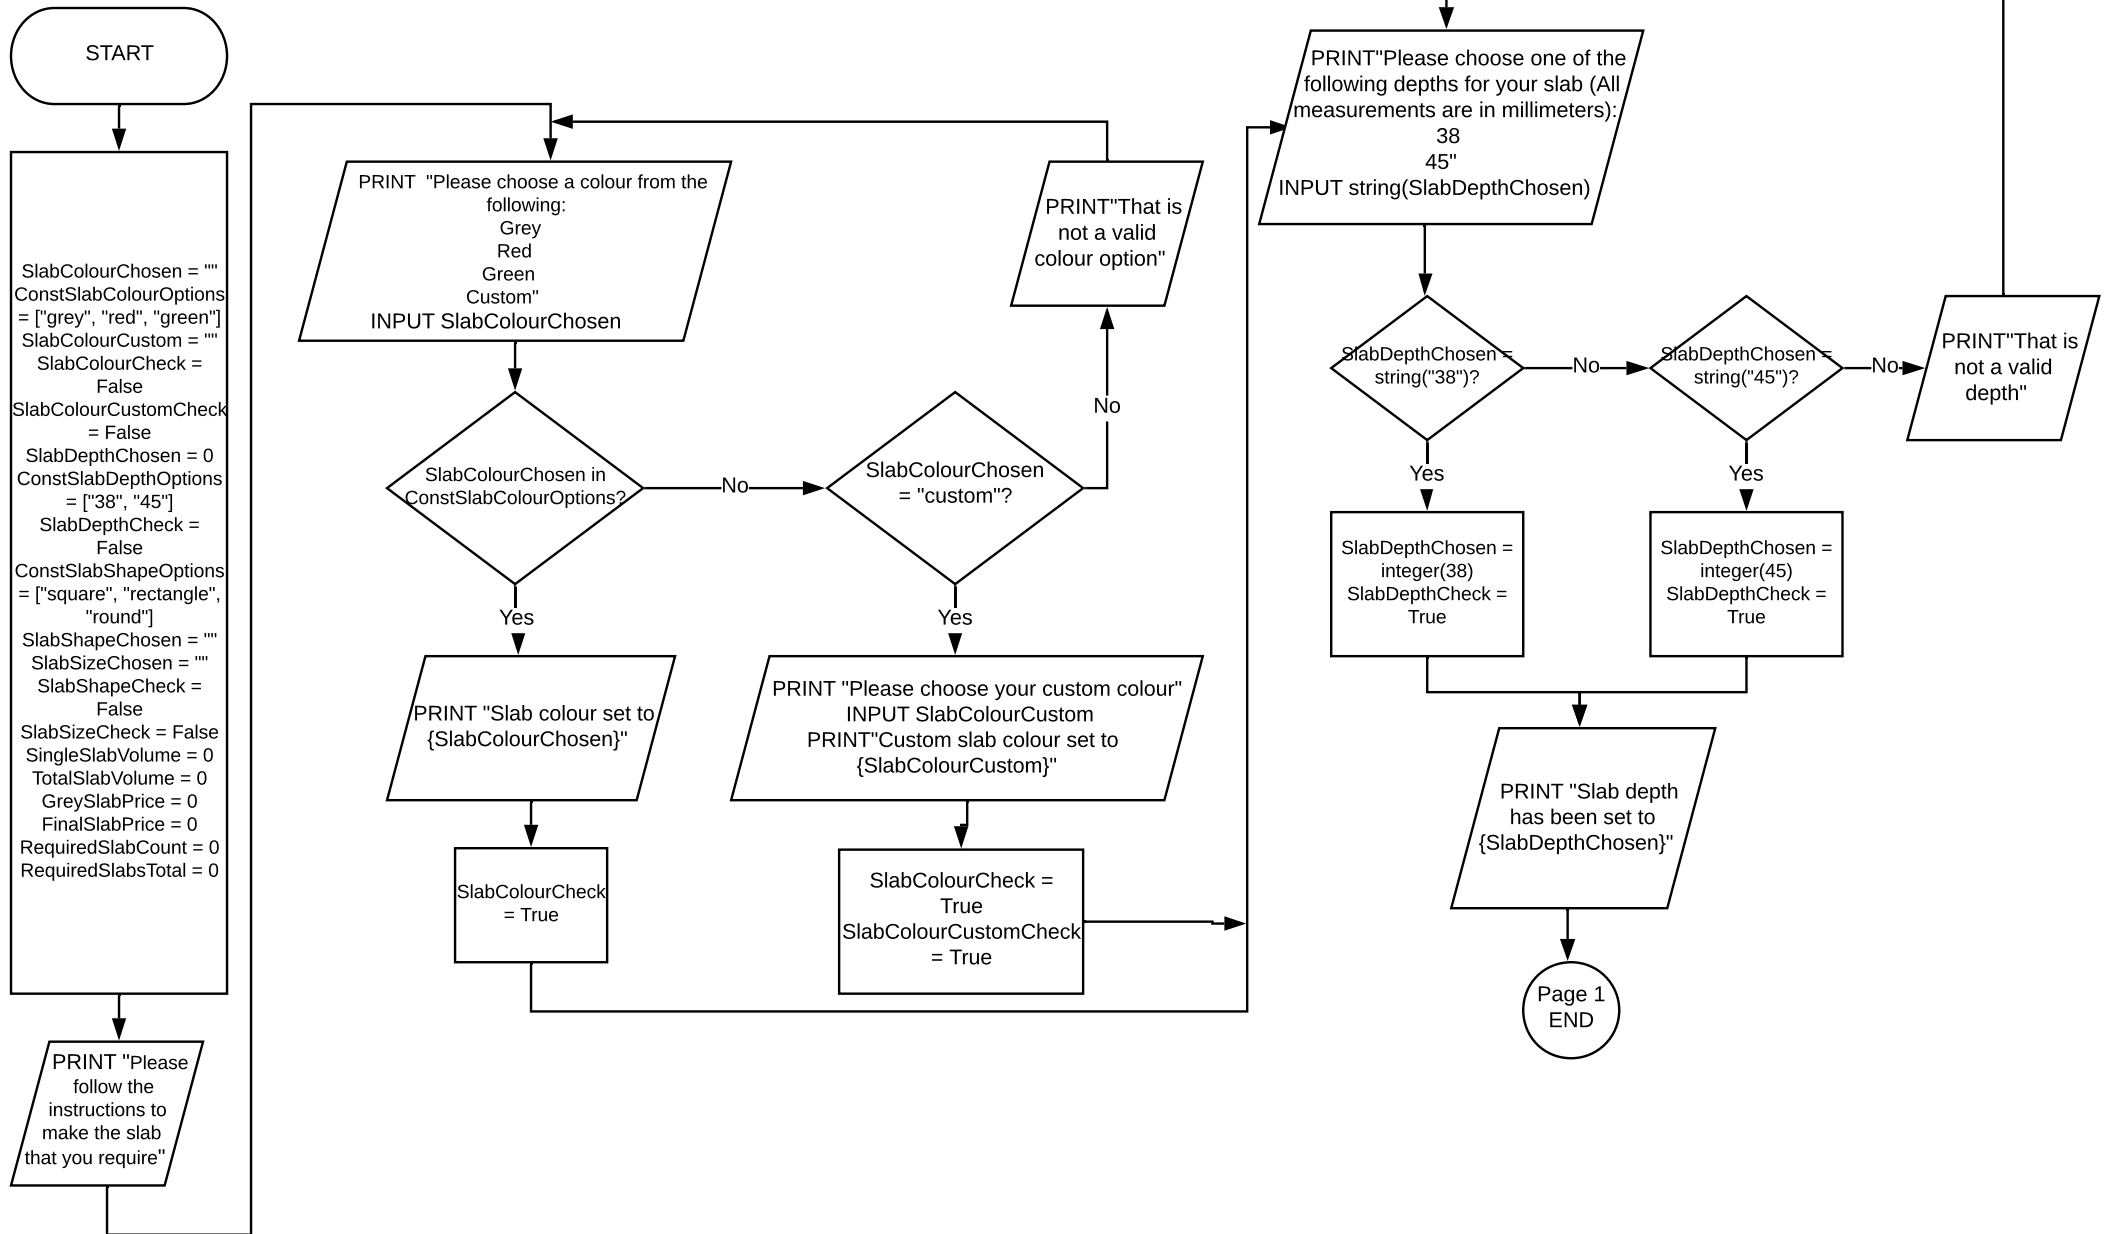 START
SlabColourChosen = ""
ConstSlabColourOptions
= ["grey", "red", "green"]
SlabColourCustom = ""
SlabColourCheck =
False
SlabColourCustomCheck
= False
SlabDepthChosen = 0
ConstSlabDepthOptions
= ["38", "45"]
SlabDepthCheck =
False
ConstSlabShapeOptions
= ["square", "rectangle",
"round"]
SlabShapeChosen = ""
SlabSizeChosen = ""
SlabShapeCheck =
False
SlabSizeCheck = False
SingleSlabVolume = 0
TotalSlabVolume = 0
GreySlabPrice = 0
FinalSlabPrice = 0
RequiredSlabCount = 0
RequiredSlabsTotal = 0
PRINT "Please
follow the
instructions to
make the slab
that you require"
PRINT  "Please choose a colour from the
following:
Grey
Red
Green
Custom"
INPUT SlabColourChosen
SlabColourChosen in
ConstSlabColourOptions?
No
Yes
PRINT "Slab colour set to
{SlabColourChosen}"
SlabColourCheck
= True
SlabColourChosen
= "custom"?
No
PRINT"That is
not a valid
colour option"
Yes
PRINT "Please choose your custom colour"
INPUT SlabColourCustom
PRINT"Custom slab colour set to
{SlabColourCustom}"
SlabColourCheck =
True
SlabColourCustomCheck
= True
PRINT"Please choose one of the
following depths for your slab (All
measurements are in millimeters):
38
45"
INPUT string(SlabDepthChosen)
SlabDepthChosen =
string("38")?
No
SlabDepthChosen =
string("45")?
No
PRINT"That is
not a valid
depth"
Yes
Yes
SlabDepthChosen =
integer(38)
SlabDepthCheck =
True
SlabDepthChosen =
integer(45)
SlabDepthCheck =
True
PRINT "Slab depth
has been set to
{SlabDepthChosen}"
Page 1
END